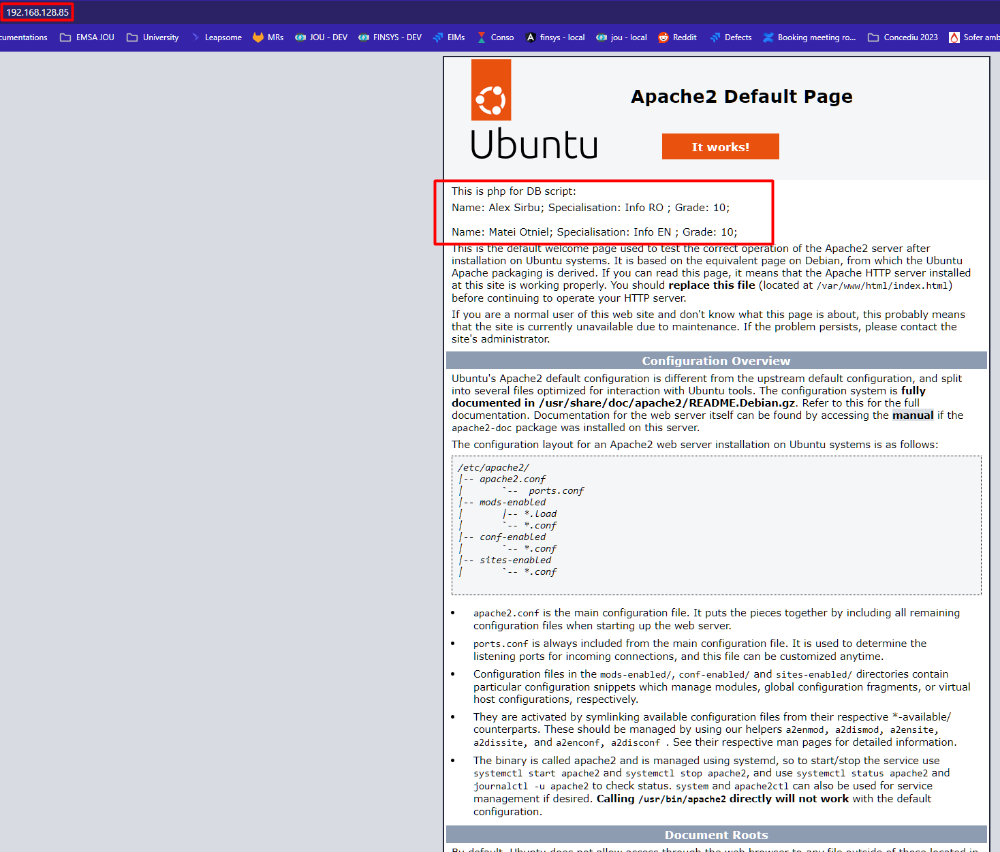 192.168.128.85
cumentations EMSA JOU University Leapsome MRs JOU - DEV FINSYS - DEV EIMs Conso finsys - local jou - local Reddit Defects Booking meeting ro... Concediu 2023 Sofer amb
Apache2 Default Page
Ubuntu
It works!
This is php for DB script:
Name: Alex Sirbu; Specialisation: Info RO ; Grade: 10;
Name: Matei Otniel; Specialisation: Info EN ; Grade: 10;
This is the default welcome page used to test the correct operation of the Apache2 server after
installation on Ubuntu systems. It is based on the equivalent page on Debian, from which the Ubuntu
Apache packaging is derived. If you can read this page, it means that the Apache HTTP server installed
at this site is working properly. You should replace this file (located at /var/www/html/index.html)
before continuing to operate your HTTP server.
If you are a normal user of this web site and don't know what this page is about, this probably means
that the site is currently unavailable due to maintenance. If the problem persists, please contact the
site's administrator.
Configuration Overview
Ubuntu's Apache2 default configuration is different from the upstream default configuration, and split
into several files optimized for interaction with Ubuntu tools. The configuration system is fully
documented in /usr/share/doc/apache2/README.Debian.gz. Refer to this for the full
documentation. Documentation for the web server itself can be found by accessing the manual if the
apache2-doc package was installed on this server.
The configuration layout for an Apache2 web server installation on Ubuntu systems is as follows:
/etc/apache2/
|-- apache2.conf
|       `--  ports.conf
|-- mods-enabled
|       |-- *.load
|       `-- *.conf
|-- conf-enabled
|       `-- *.conf
|-- sites-enabled
|       `-- *.conf
• apache2.conf is the main configuration file. It puts the pieces together by including all remaining
configuration files when starting up the web server.
• ports.conf is always included from the main configuration file. It is used to determine the
listening ports for incoming connections, and this file can be customized anytime.
• Configuration files in the mods-enabled/, conf-enabled/ and sites-enabled/ directories contain
particular configuration snippets which manage modules, global configuration fragments, or virtual
host configurations, respectively.
• They are activated by symlinking available configuration files from their respective *-available/
counterparts. These should be managed by using our helpers a2enmod, a2dismod, a2ensite,
a2dissite, and a2enconf, a2disconf . See their respective man pages for detailed information.
• The binary is called apache2 and is managed using systemd, so to start/stop the service use
systemctl start apache2 and systemctl stop apache2, and use systemctl status apache2 and
journalctl -u apache2 to check status. system and apache2ctl can also be used for service
management if desired. Calling /usr/bin/apache2 directly will not work with the default
configuration.
Document Roots
By default, Ubuntu does not allow access through the web browser to any file outside of those located in